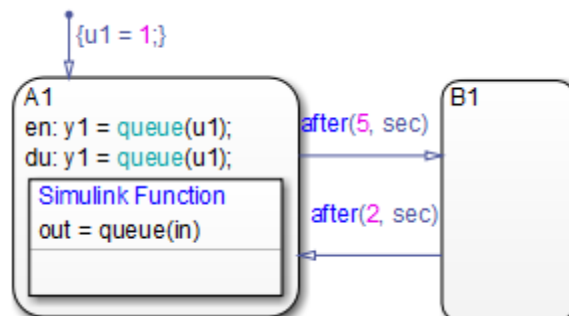 {u1 = 1;}
A1
en: y1 = queue(u1);
du: y1 = queue(u1);
Simulink Function
out = queue(in)
after(5, sec)
after(2, sec)
B1